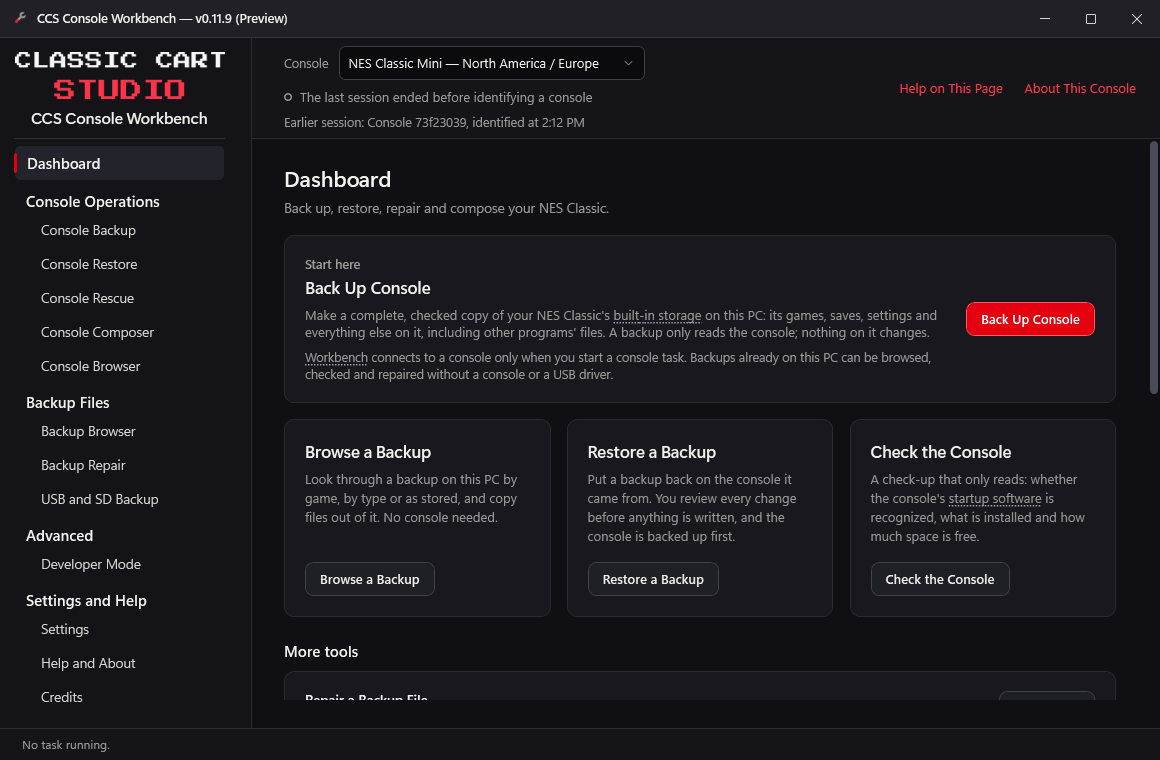 CCS Console Workbench — v0.11.9 (Preview)
CLASSIC CART
STUDIO
CCS Console Workbench
Dashboard
Console Operations
Console Backup
Console Restore
Console Rescue
Console Composer
Console Browser
Backup Files
Backup Browser
Backup Repair
USB and SD Backup
Advanced
Developer Mode
Settings and Help
Settings
Help and About
Credits
Console
NES Classic Mini — North America / Europe
The last session ended before identifying a console
Earlier session: Console 73f23039, identified at 2:12 PM
Help on This Page
About This Console
Dashboard
Back up, restore, repair and compose your NES Classic.
Start here
Back Up Console
Make a complete, checked copy of your NES Classic's built-in storage on this PC: its games, saves, settings and
everything else on it, including other programs' files. A backup only reads the console; nothing on it changes.
Workbench connects to a console only when you start a console task. Backups already on this PC can be browsed,
checked and repaired without a console or a USB driver.
Back Up Console
Browse a Backup
Look through a backup on this PC by
game, by type or as stored, and copy
files out of it. No console needed.
Browse a Backup
Restore a Backup
Put a backup back on the console it
came from. You review every change
before anything is written, and the
console is backed up first.
Restore a Backup
Check the Console
A check-up that only reads: whether
the console's startup software is
recognized, what is installed and how
much space is free.
Check the Console
More tools
Repair a Backup File
No task running.